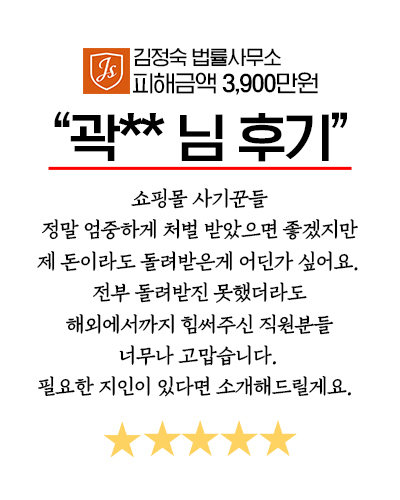 Js
김정숙 법률사무소
피해금액 3,900만원
“곽** 님 후기”
쇼핑몰 사기꾼들
정말 엄중하게 처벌 받았으면 좋겠지만
제 돈이라도 돌려받은게 어딘가 싶어요.
전부 돌려받진 못했더라도
해외에서까지 힘써주신 직원분들
너무나 고맙습니다.
필요한 지인이 있다면 소개해드릴게요.